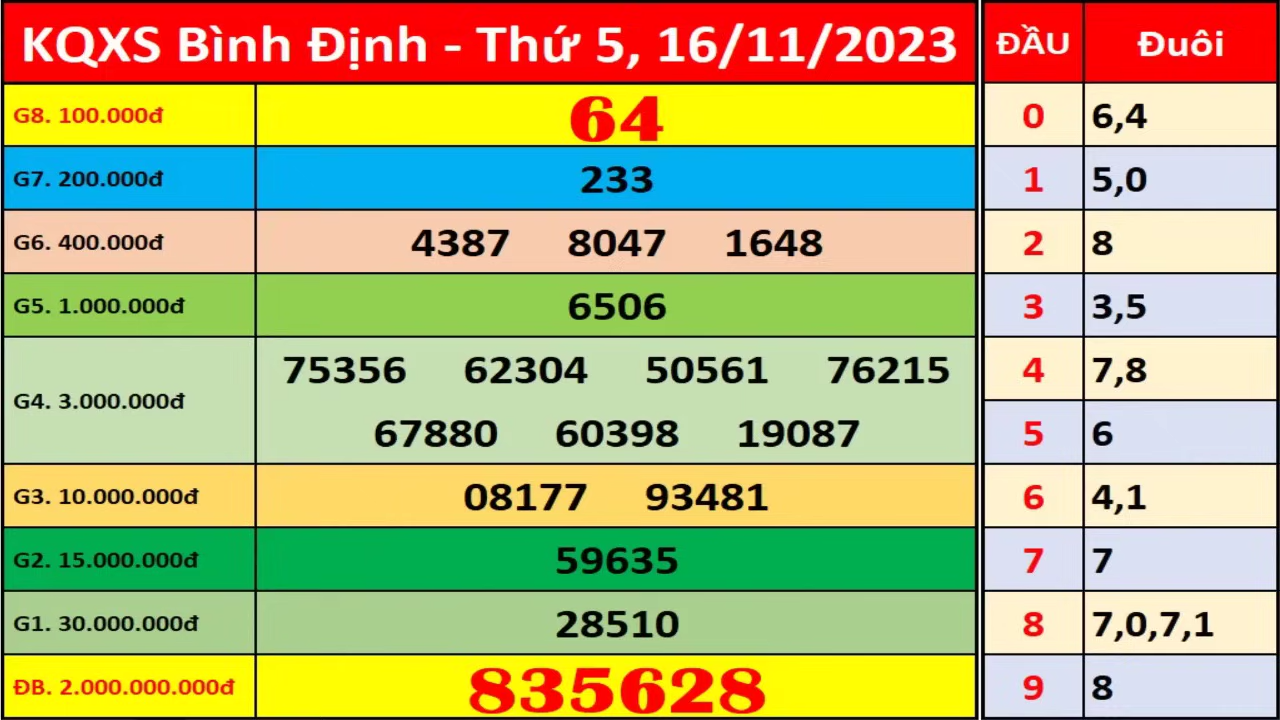 KQXS Bình Định - Thứ 5, 16/11/2023
G8. 100.000đ 64
G7. 200.000đ 233
G6. 400.000đ 4387 8047 1648
G5. 1.000.000đ 6506
G4. 3.000.000đ 75356 62304 50561 76215
67880 60398 19087
G3. 10.000.000đ 08177 93481
G2. 15.000.000đ 59635
G1. 30.000.000đ 28510
ĐB. 2.000.000.000đ 835628
ĐẦU Đuôi
0 6,4
1 5,0
2 8
3 3,5
4 7,8
5 6
6 4,1
7 7
8 7,0,7,1
9 8